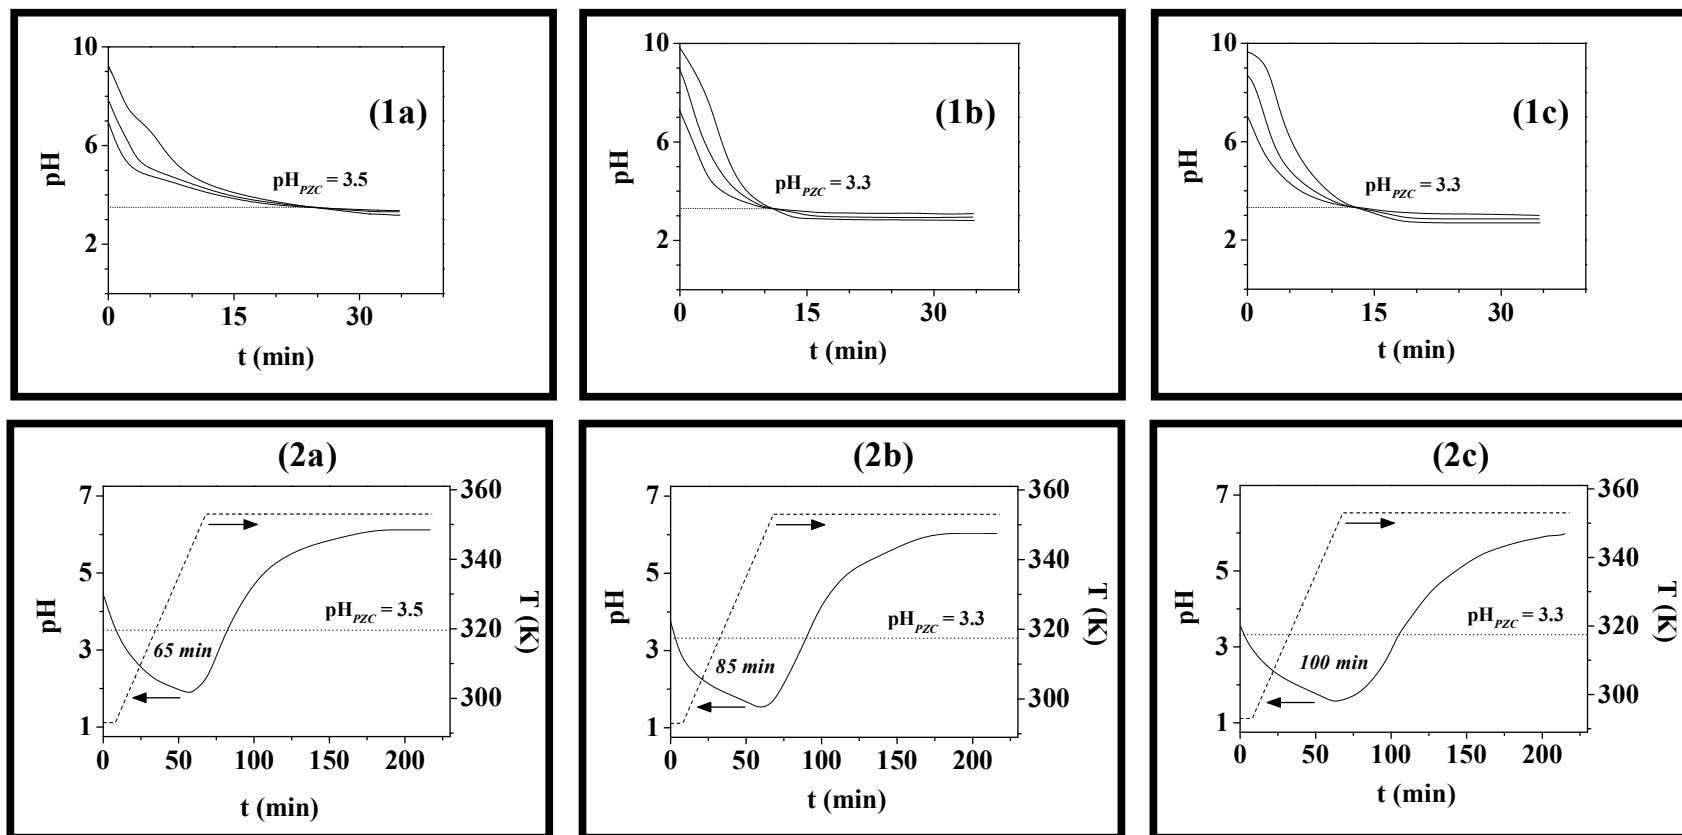 (1a)
pH
10
6
2
pH_PZC = 3.5
0 15 30
t (min)
(1b)
pH
10
6
2
pH_PZC = 3.3
0 15 30
t (min)
(1c)
pH
10
6
2
pH_PZC = 3.3
0 15 30
t (min)
(2a)
pH
7
5
3
1
360
340
320
300
T (K)
pH_PZC = 3.5
65 min
0 50 100 150 200
t (min)
(2b)
pH
7
5
3
1
360
340
320
300
T (K)
pH_PZC = 3.3
85 min
0 50 100 150 200
t (min)
(2c)
pH
7
5
3
1
360
340
320
300
T (K)
pH_PZC = 3.3
100 min
0 50 100 150 200
t (min)